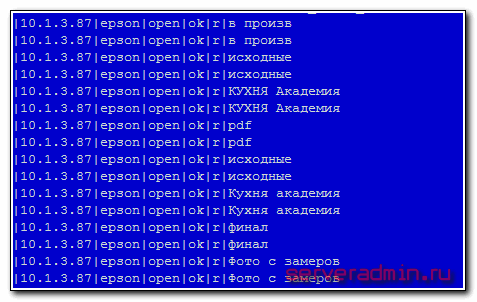 |10.1.3.87|epson|open|ok|r|в произв
|10.1.3.87|epson|open|ok|r|в произв
|10.1.3.87|epson|open|ok|r|исходные
|10.1.3.87|epson|open|ok|r|исходные
|10.1.3.87|epson|open|ok|r|КУХНЯ Академия
|10.1.3.87|epson|open|ok|r|КУХНЯ Академия
|10.1.3.87|epson|open|ok|r|pdf
|10.1.3.87|epson|open|ok|r|pdf
|10.1.3.87|epson|open|ok|r|исходные
|10.1.3.87|epson|open|ok|r|исходные
|10.1.3.87|epson|open|ok|r|Кухня академия
|10.1.3.87|epson|open|ok|r|Кухня академия
|10.1.3.87|epson|open|ok|r|финал
|10.1.3.87|epson|open|ok|r|финал
|10.1.3.87|epson|open|ok|r|Фото с замеров
|10.1.3.87|epson|open|ok|r|Фото с замеров
serveradmin.ru